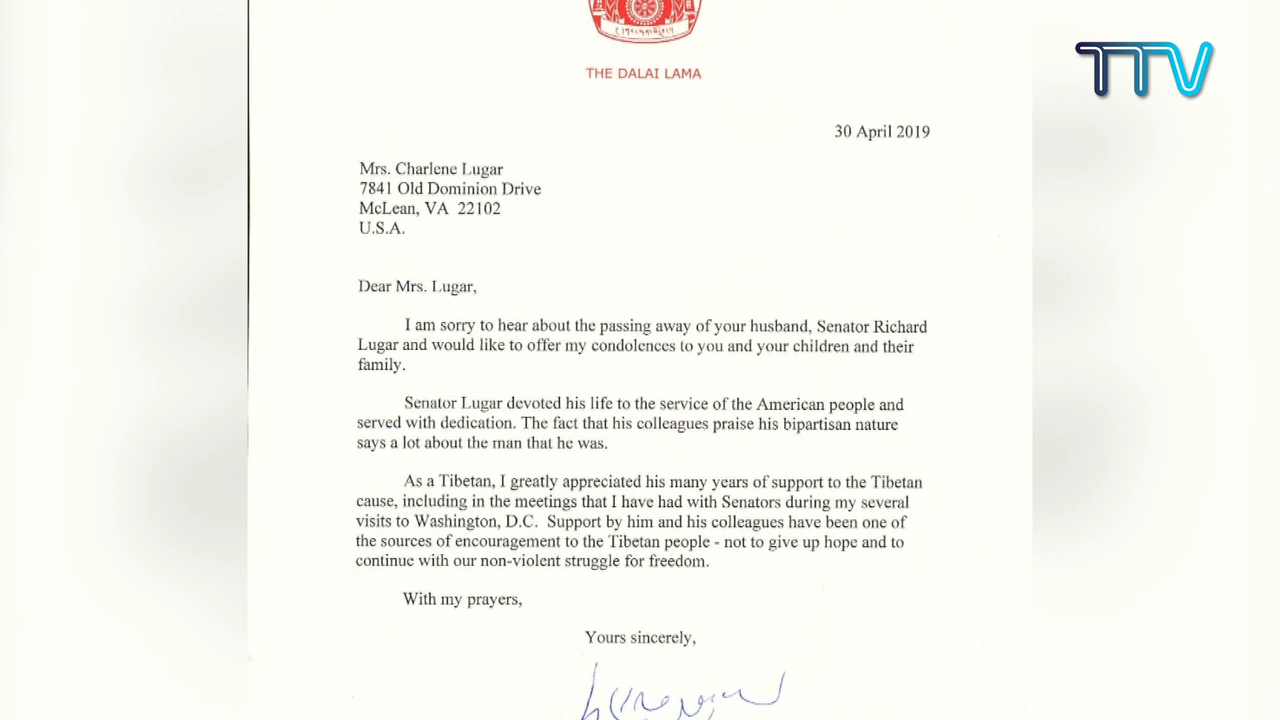 TTV
THE DALAI LAMA
30 April 2019
Mrs. Charlene Lugar
7841 Old Dominion Drive
McLean, VA 22102
U.S.A.
Dear Mrs. Lugar,
I am sorry to hear about the passing away of your husband, Senator Richard
Lugar and would like to offer my condolences to you and your children and their
family.
Senator Lugar devoted his life to the service of the American people and
served with dedication. The fact that his colleagues praise his bipartisan nature
says a lot about the man that he was.
As a Tibetan, I greatly appreciated his many years of support to the Tibetan
cause, including in the meetings that I have had with Senators during my several
visits to Washington, D.C. Support by him and his colleagues have been one of
the sources of encouragement to the Tibetan people - not to give up hope and to
continue with our non-violent struggle for freedom.
With my prayers,
Yours sincerely,